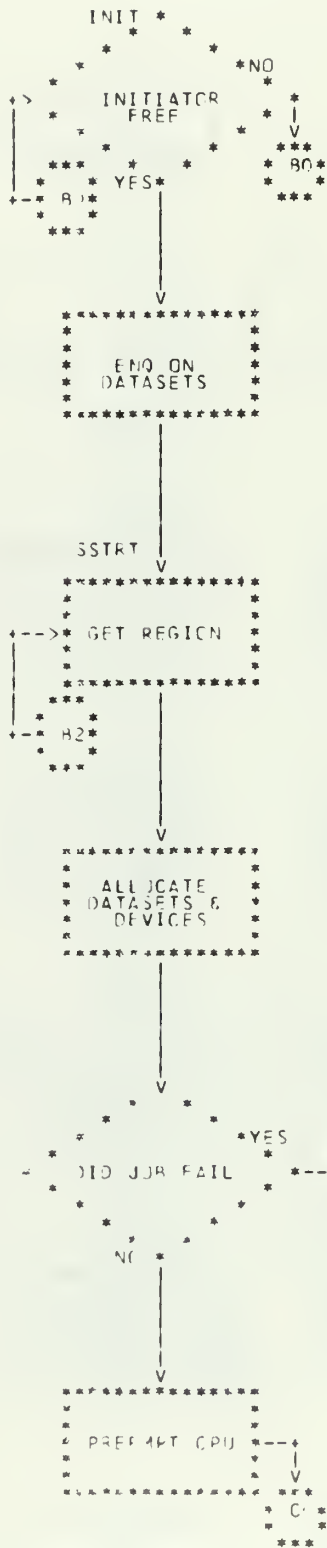 INIT
NO
INITIATOR
FREE
B0
YES
ENQ ON
DATASETS
SSTRT
GET REGION
B2
ALLOCATE
DATASETS &
DEVICES
YES
DID JOB FAIL
NO
PREEMPT CPU